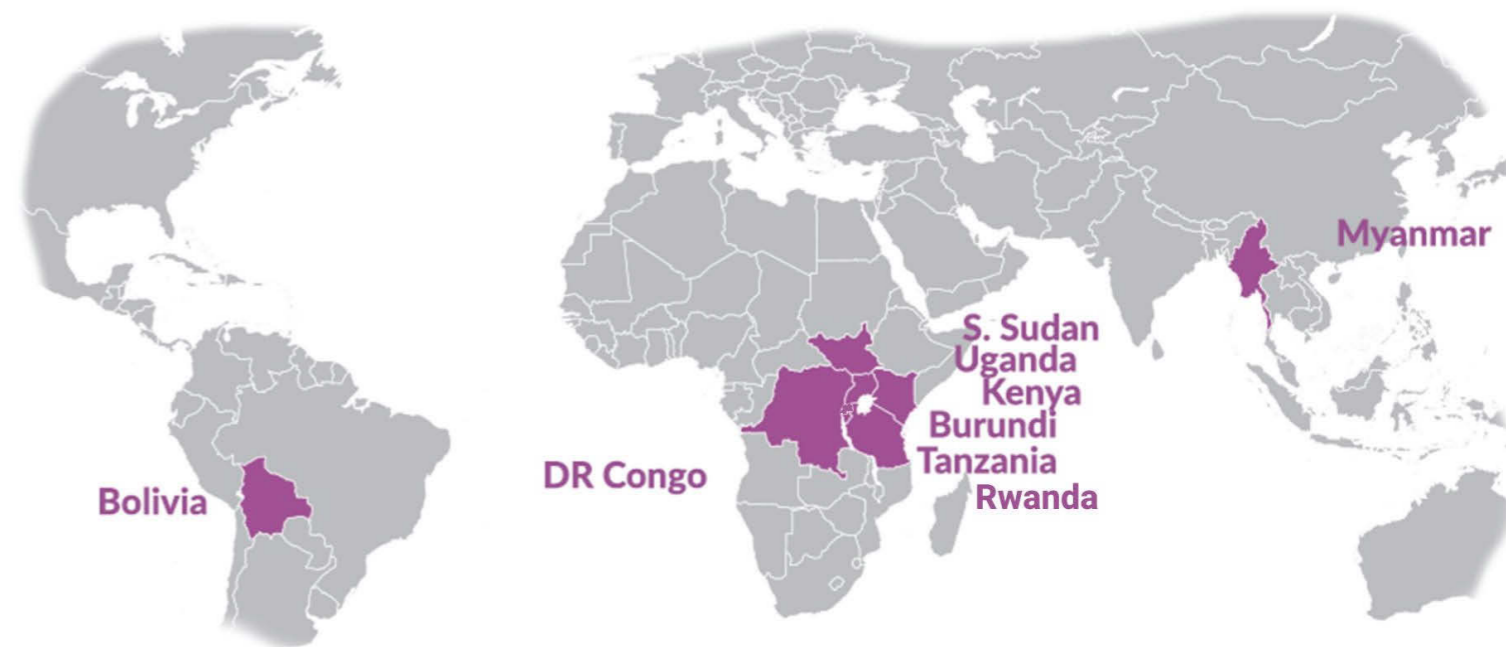 Myanmar
S. Sudan
Uganda
Kenya
Burundi
Tanzania
DR Congo
Rwanda
Bolivia